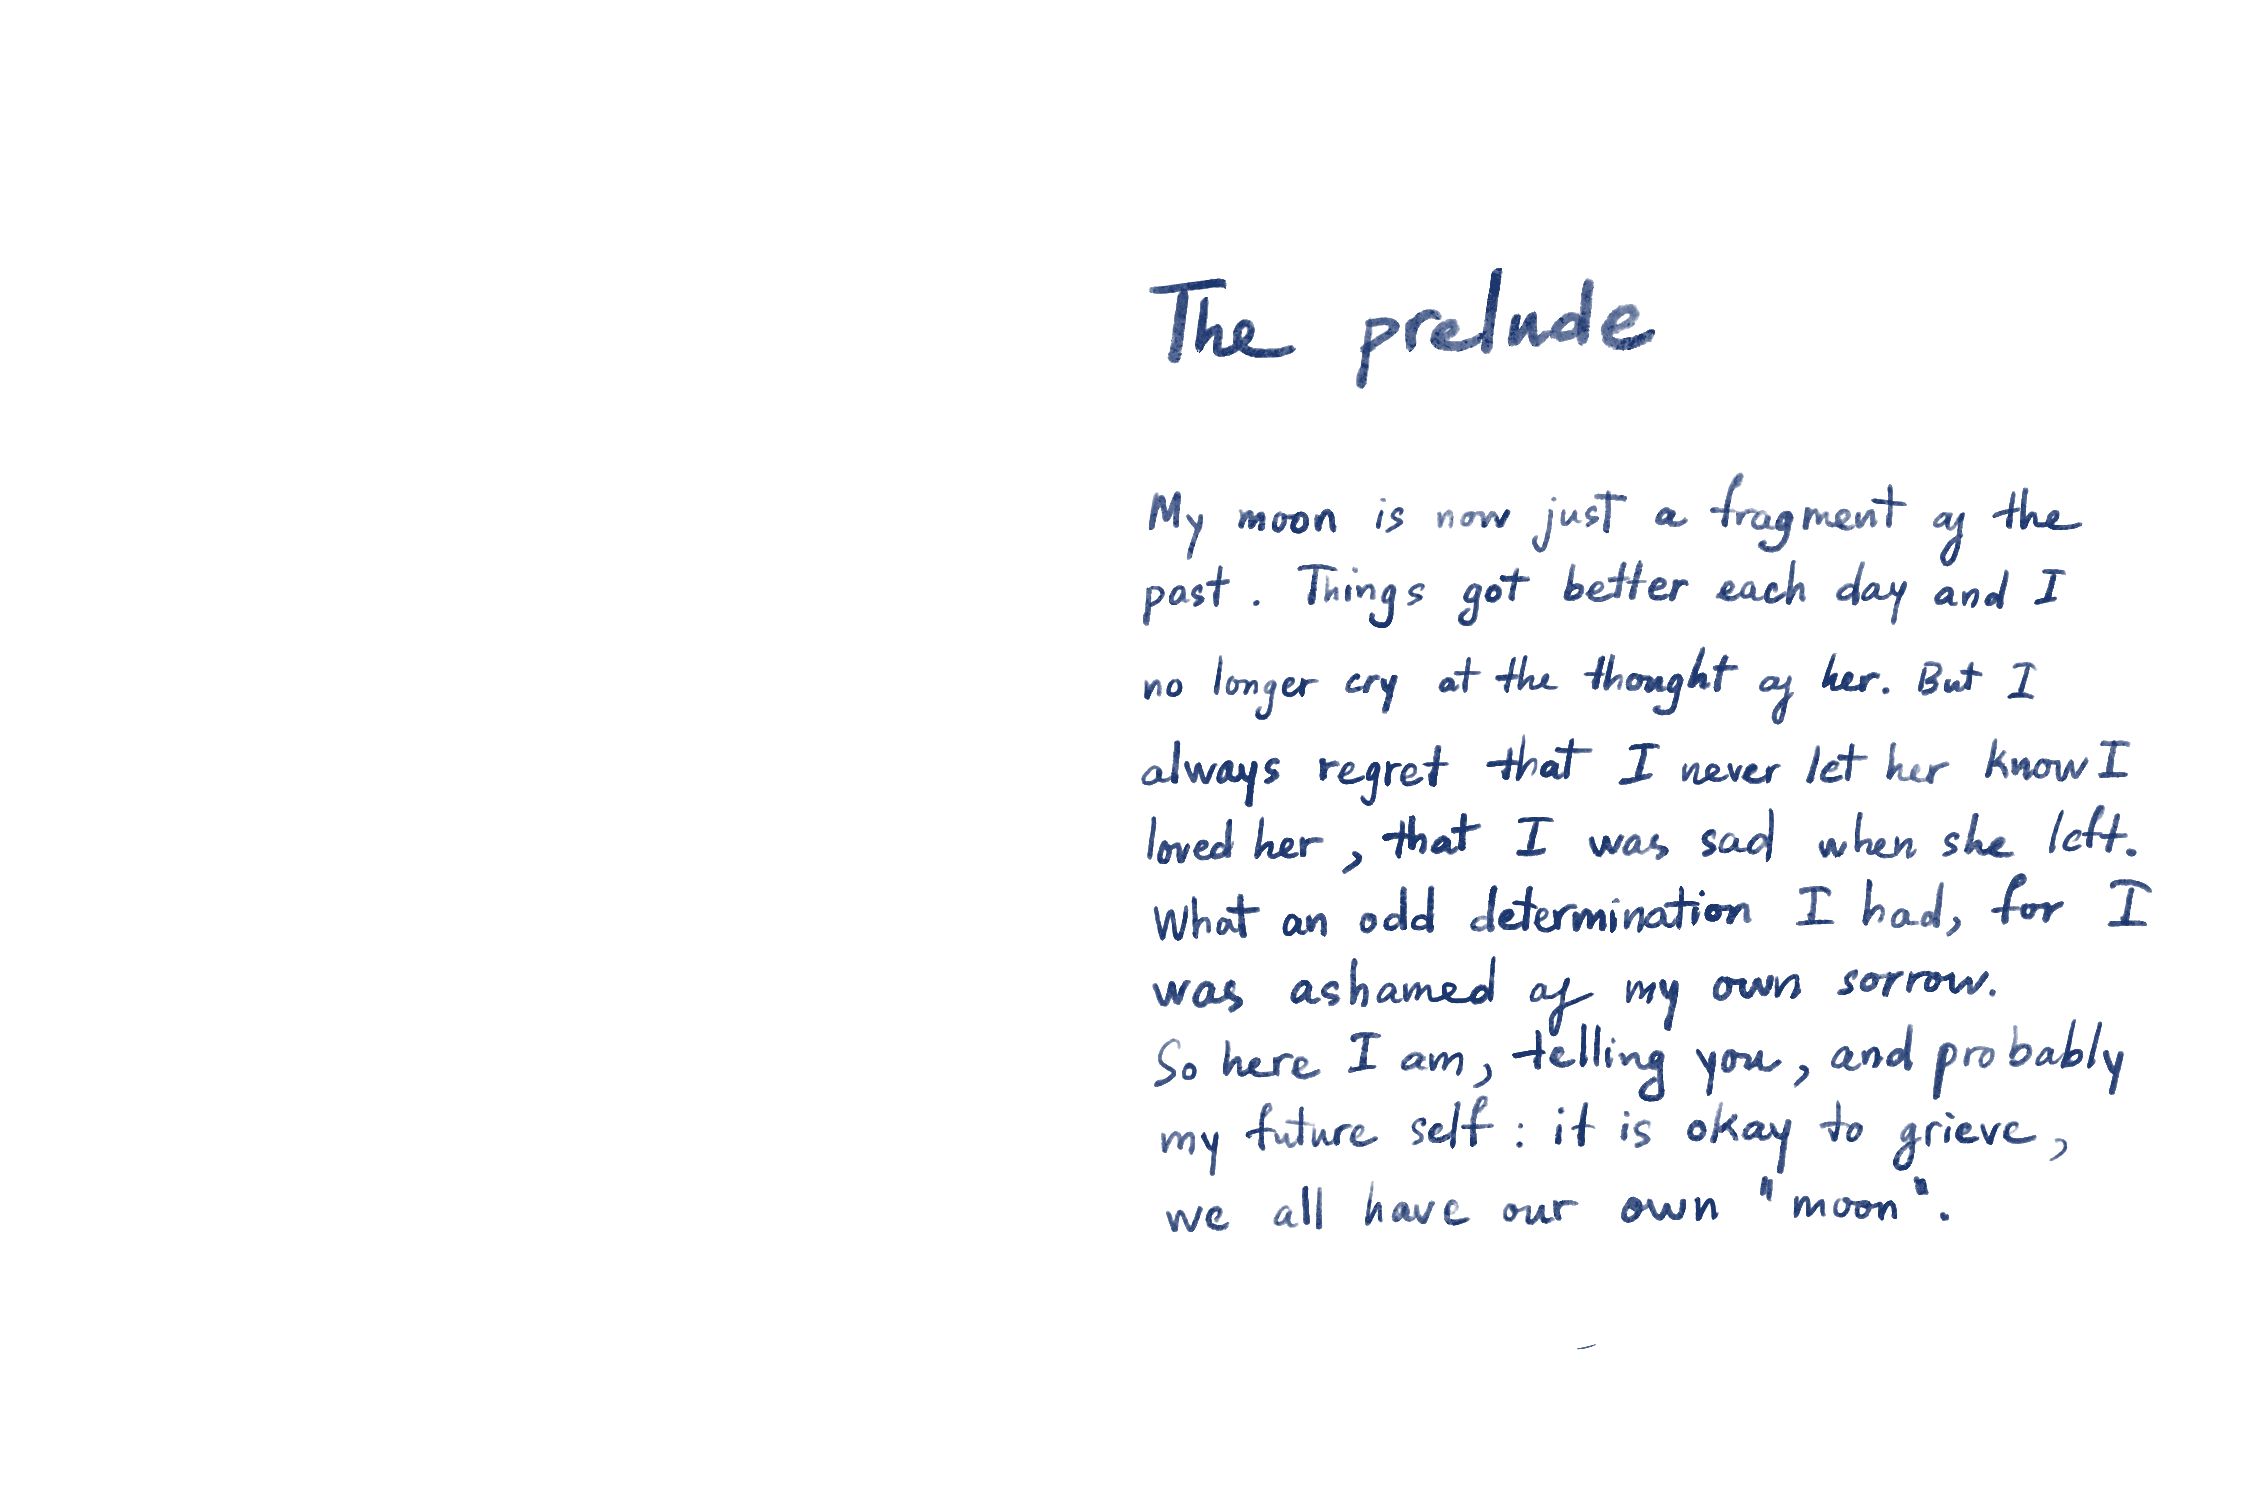 The prelude
My moon is now just a fragment of the
past. Things got better each day and I
no longer cry at the thought of her. But I
always regret that I never let her know I
loved her, that I was sad when she left.
What an odd determination I had, for I
was ashamed of my own sorrow.
So here I am, telling you, and probably
my future self: it is okay to grieve,
we all have our own "moon".